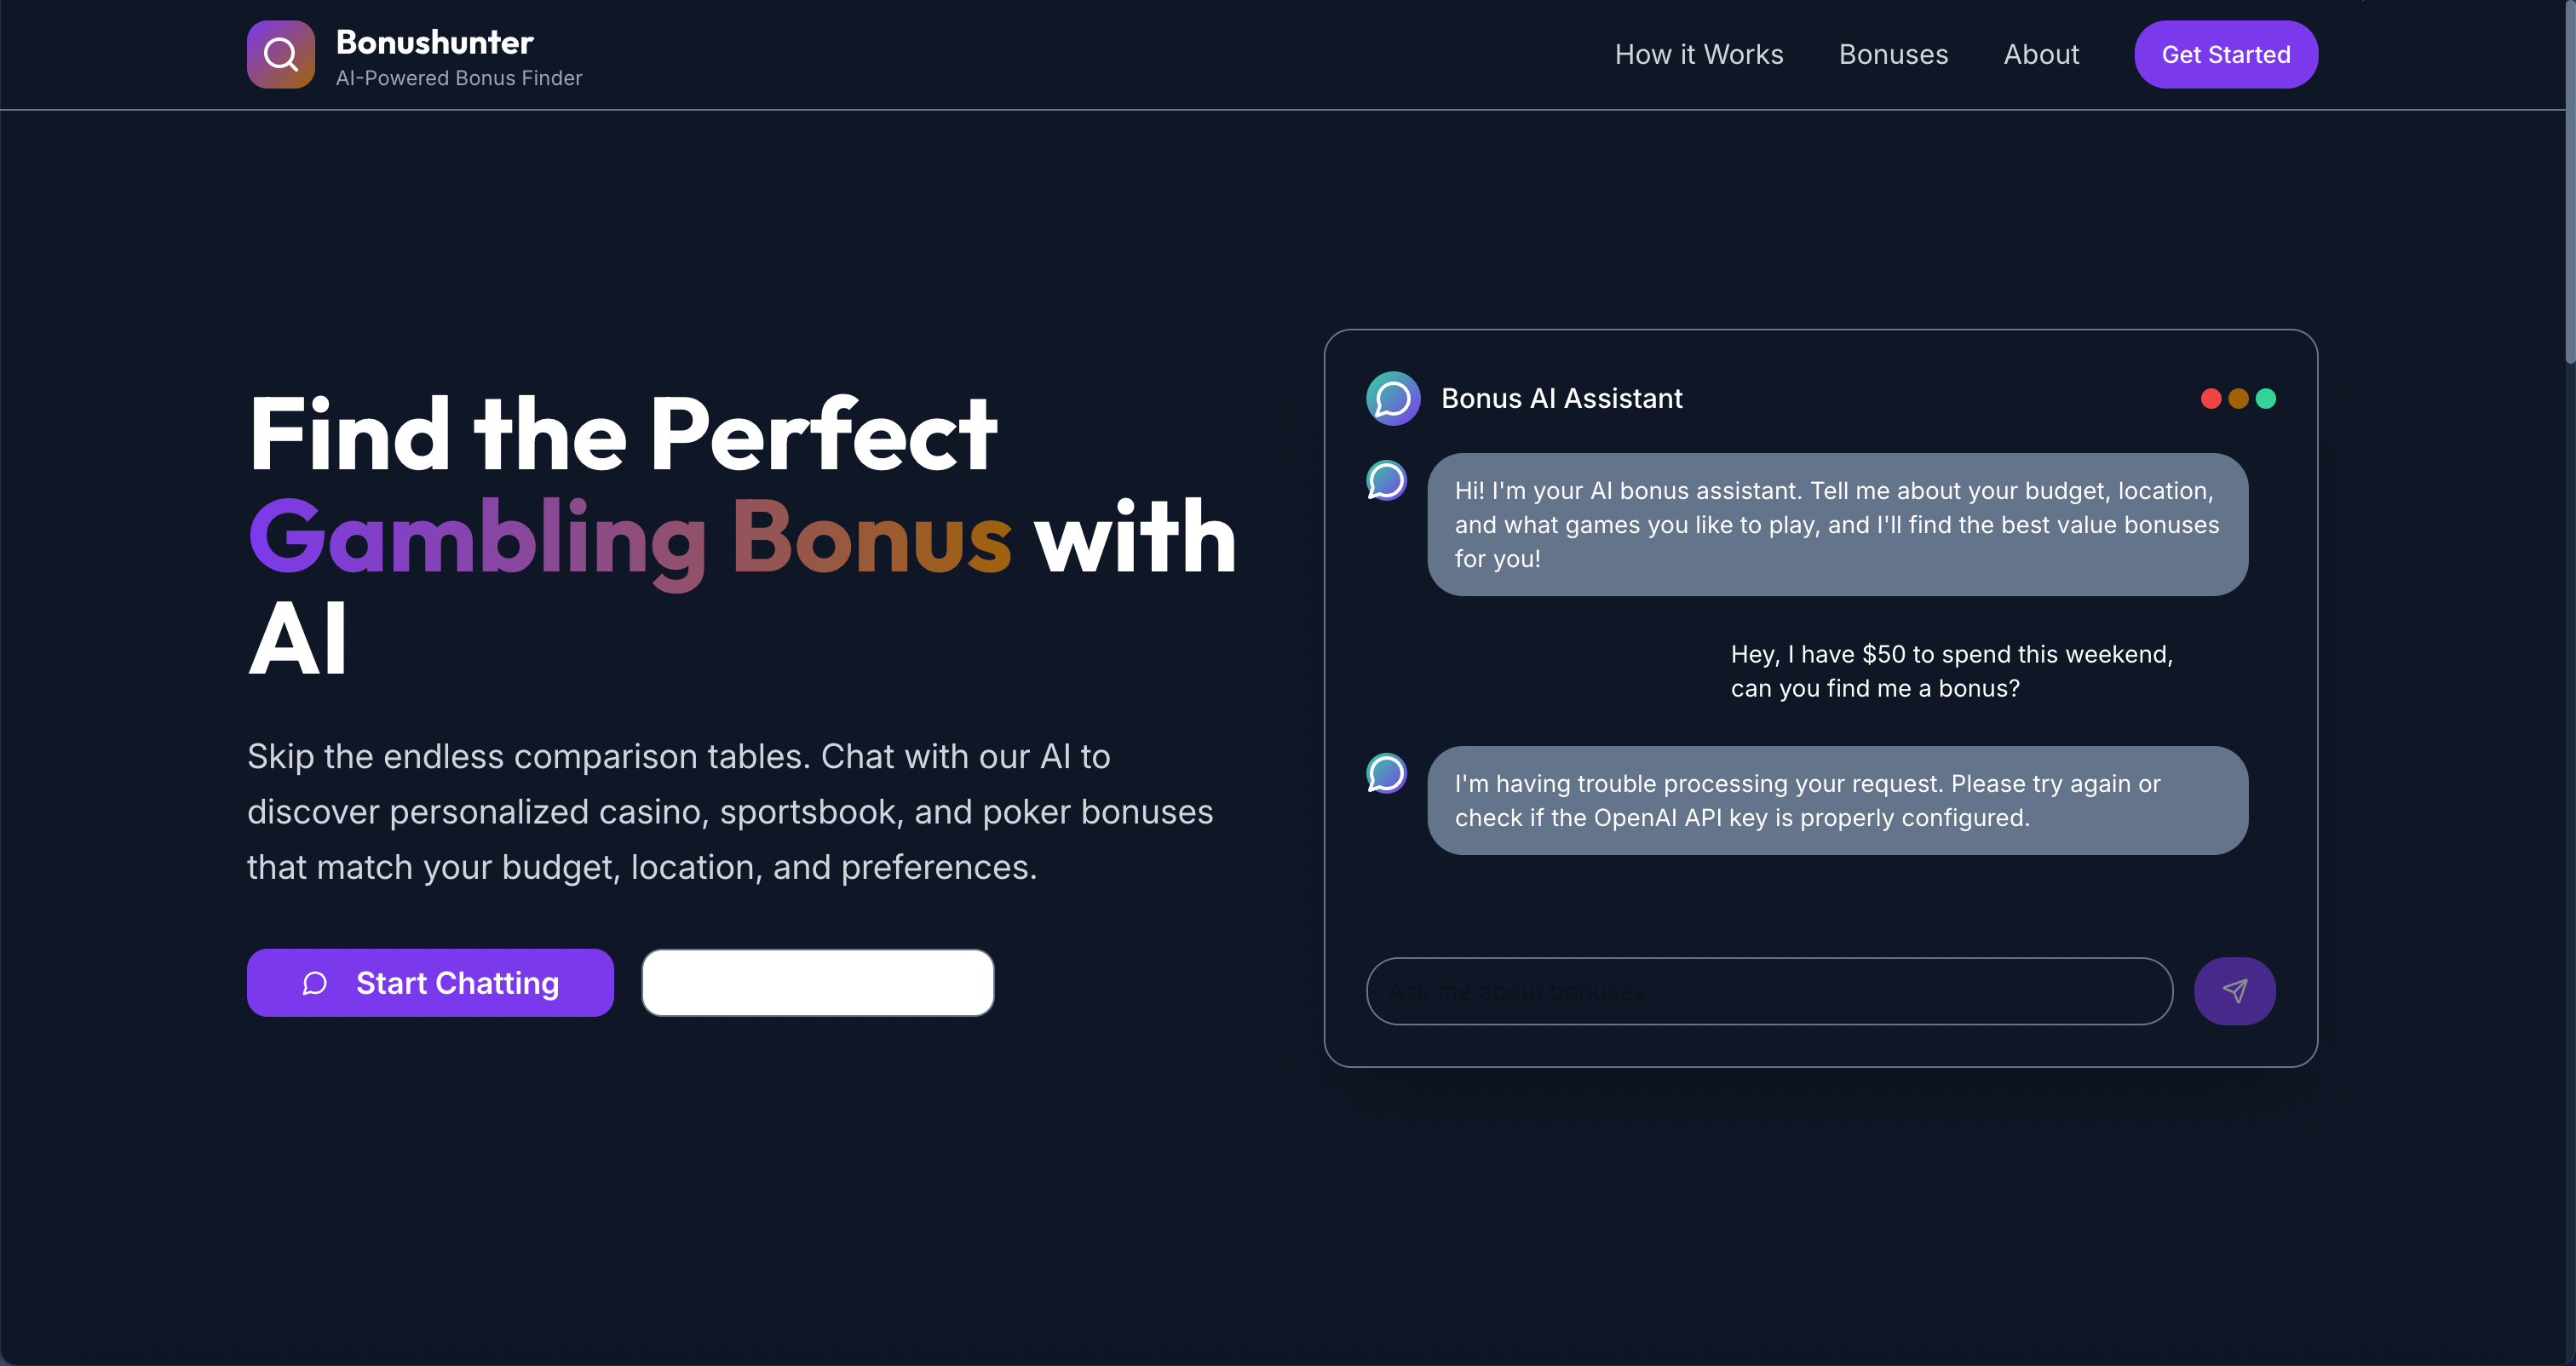 Bonushunter
AI-Powered Bonus Finder
How it Works
Bonuses
About
Get Started
Find the Perfect
Gambling Bonus with
AI
Skip the endless comparison tables. Chat with our AI to
discover personalized casino, sportsbook, and poker bonuses
that match your budget, location, and preferences.
Start Chatting
Bonus AI Assistant
Hi! I'm your AI bonus assistant. Tell me about your budget, location,
and what games you like to play, and I'll find the best value bonuses
for you!
Hey, I have $50 to spend this weekend,
can you find me a bonus?
I'm having trouble processing your request. Please try again or
check if the OpenAI API key is properly configured.
Ask me about bonuses...